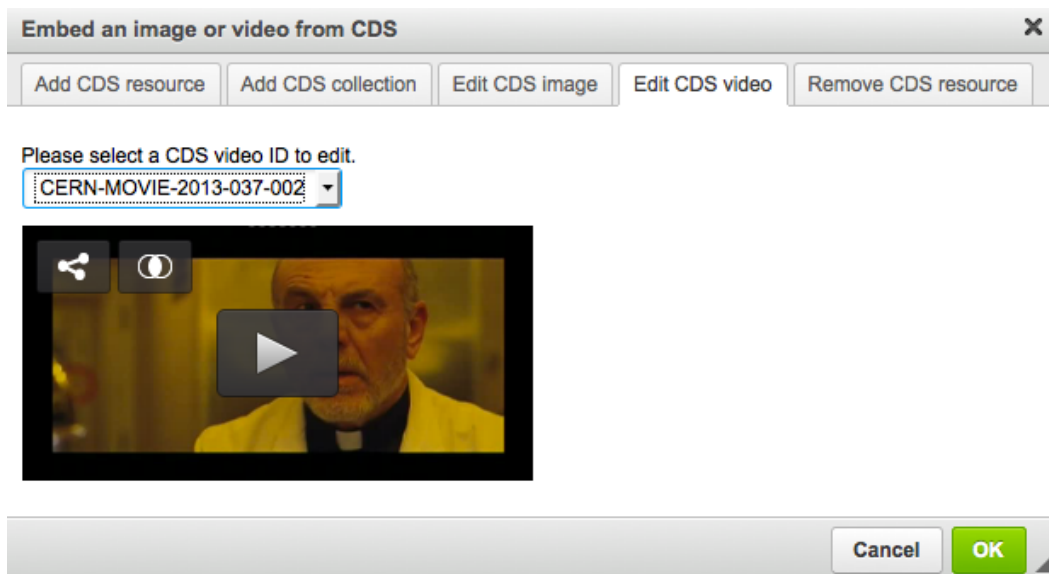 Embed an image or video from CDS
Add CDS resource Add CDS collection Edit CDS image Edit CDS video Remove CDS resource
Please select a CDS video ID to edit.
CERN-MOVIE-2013-037-002
Cancel OK